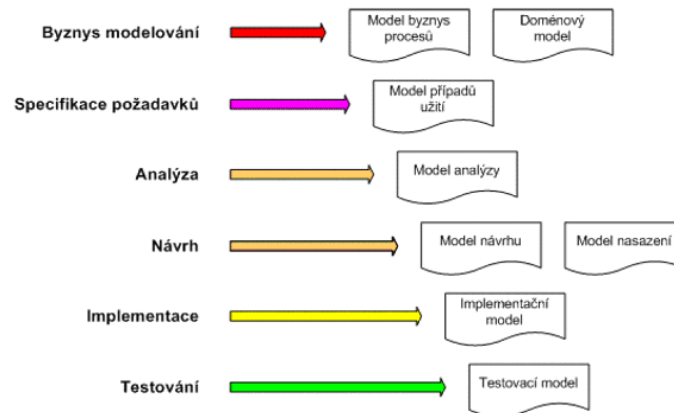 Byznys modelování
Model byznys
procesů
Doménový
model
Specifikace požadavků
Model případů
užití
Analýza
Model analýzy
Návrh
Model návrhu
Model nasazení
Implementace
Implementační
model
Testování
Testovací model